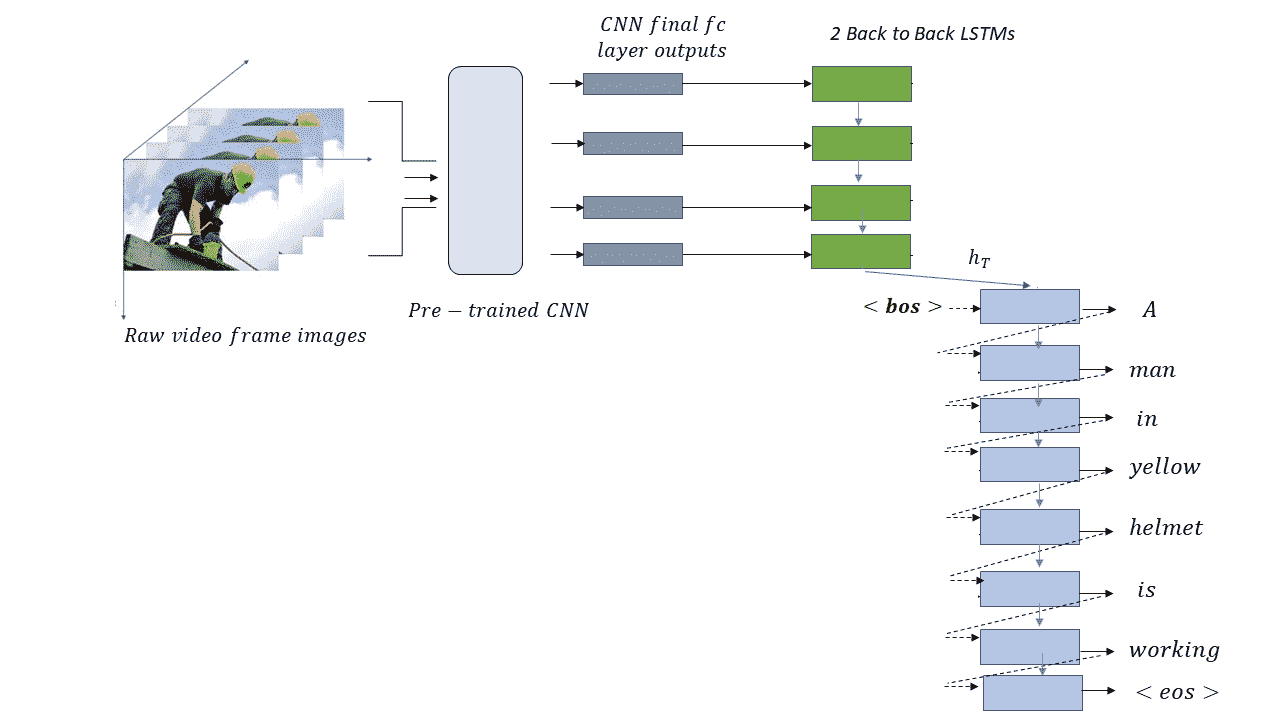 CNN final fc
layer outputs
2 Back to Back LSTMs
h_T
< bos >
A
Pre − trained CNN
Raw video frame images
man
in
yellow
helmet
is
working
< eos >